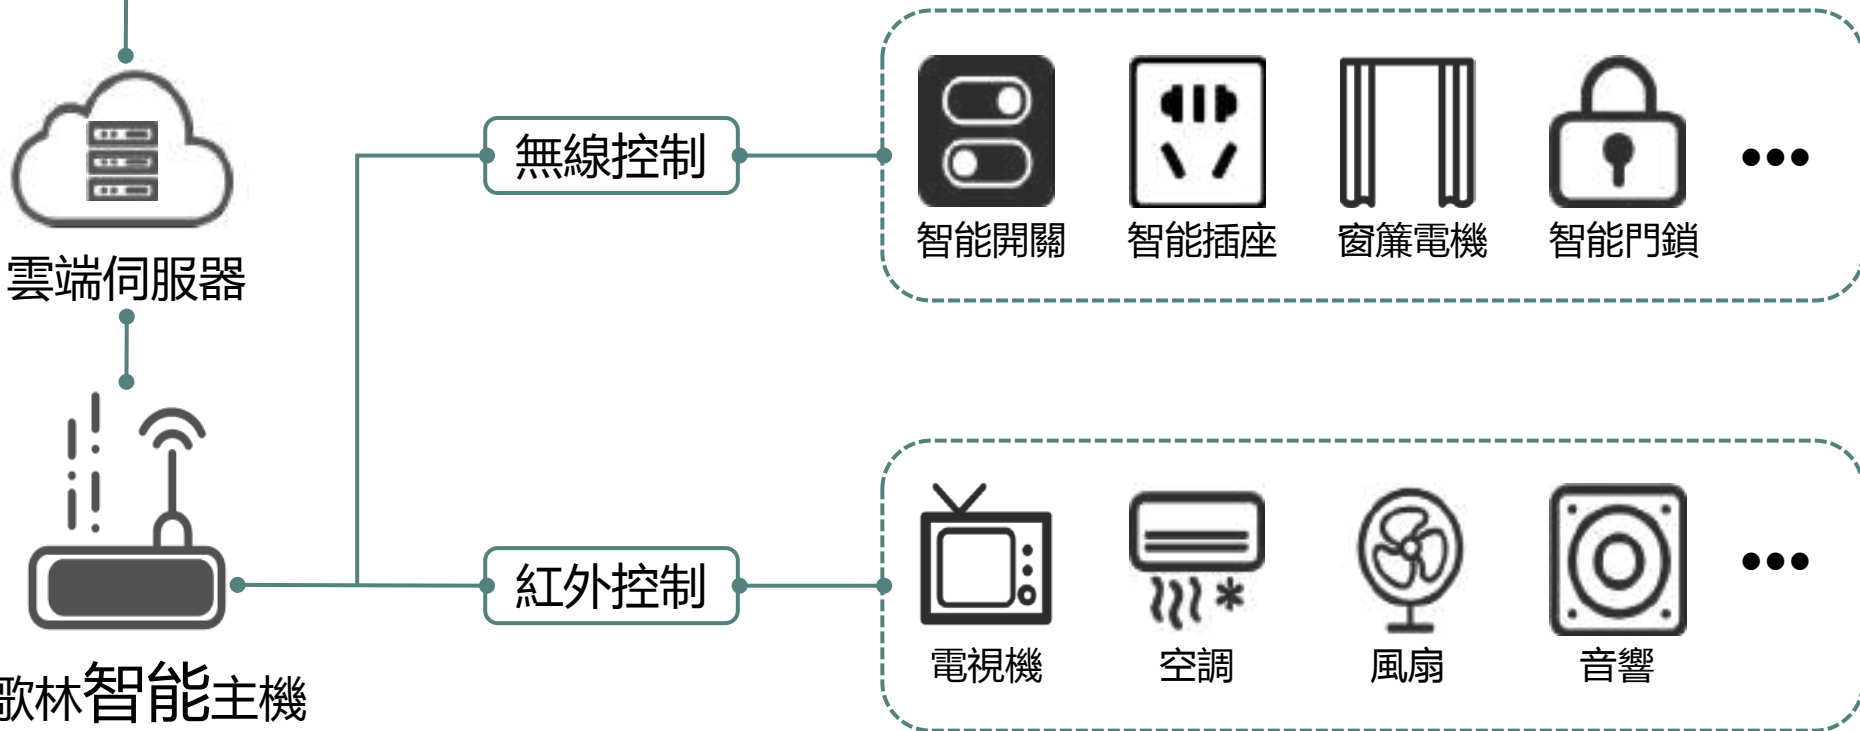 雲端伺服器
無線控制
智能開關
智能插座
窗簾電機
智能門鎖
•••
歌林智能主機
紅外控制
電視機
空調
風扇
音響
•••